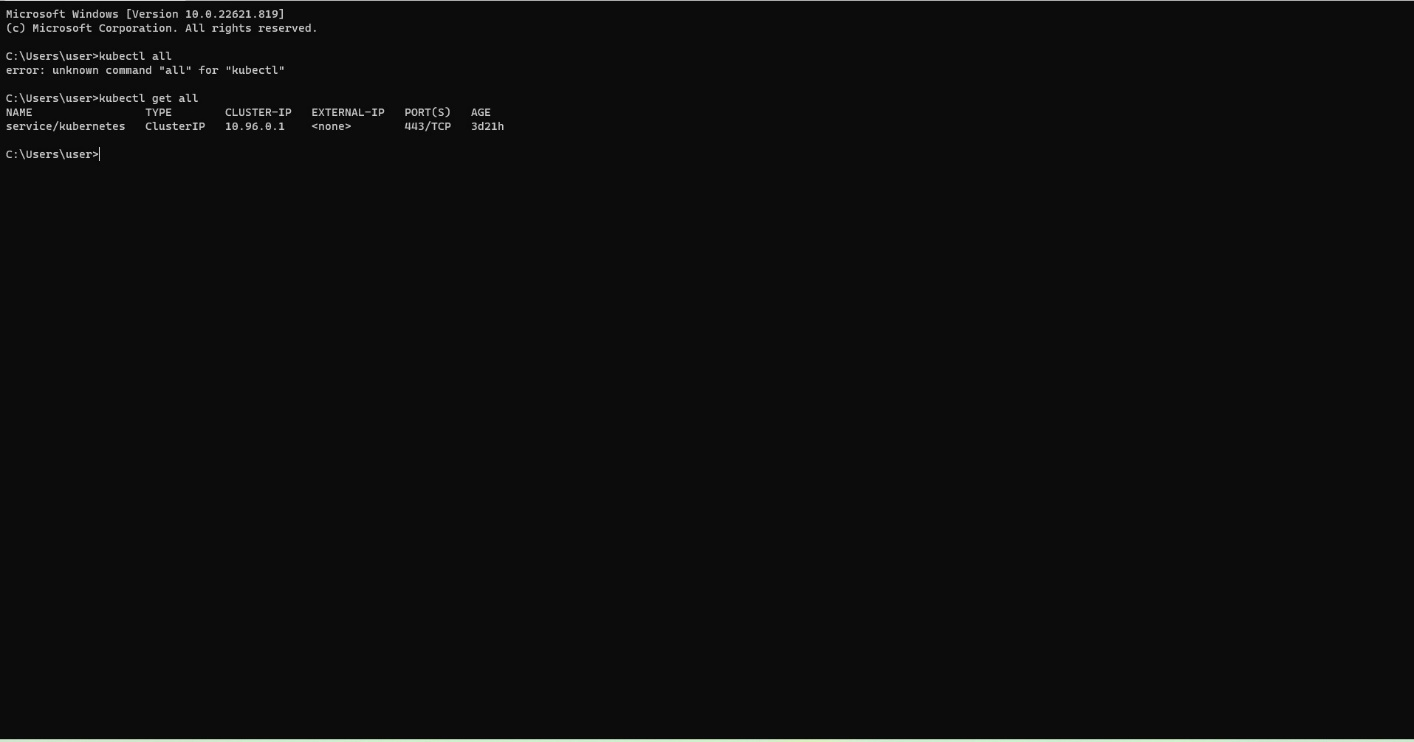 Microsoft Windows [Version 10.0.22621.819]
(c) Microsoft Corporation. All rights reserved.
C:\Users\user>kubectl all
error: unknown command "all" for "kubectl"
C:\Users\user>kubectl get all
NAME                 TYPE        CLUSTER-IP   EXTERNAL-IP   PORT(S)   AGE
service/kubernetes   ClusterIP   10.96.0.1    <none>        443/TCP   3d21h
C:\Users\user>